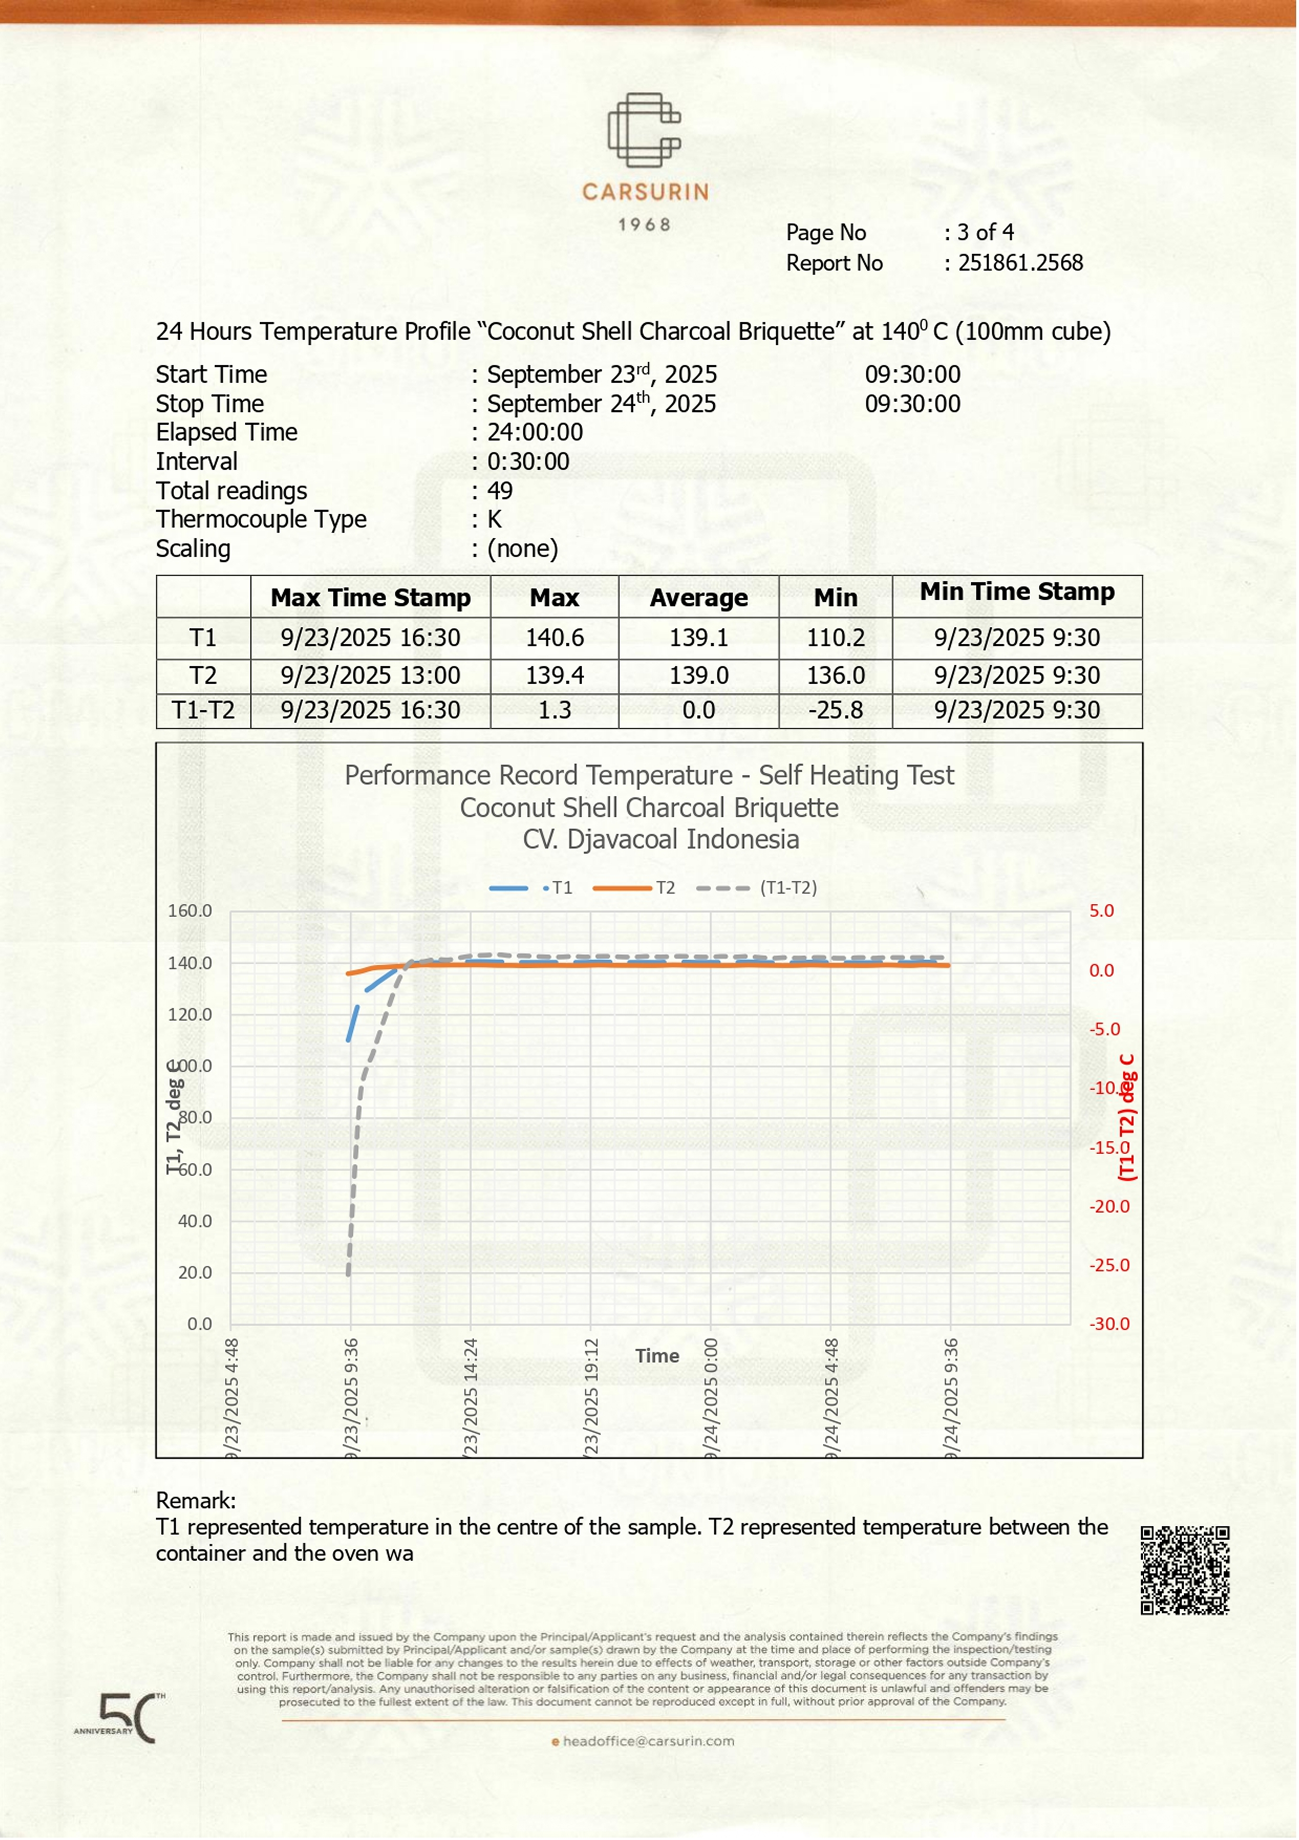 CARSURIN
1968
Page No : 3 of 4
Report No : 251861.2568
24 Hours Temperature Profile “Coconut Shell Charcoal Briquette” at 140⁰ C (100mm cube)
Start Time : September 23rd, 2025 09:30:00
Stop Time : September 24th, 2025 09:30:00
Elapsed Time : 24:00:00
Interval : 0:30:00
Total readings : 49
Thermocouple Type : K
Scaling : (none)
Max Time Stamp Max Average Min Min Time Stamp
T1 9/23/2025 16:30 140.6 139.1 110.2 9/23/2025 9:30
T2 9/23/2025 13:00 139.4 139.0 136.0 9/23/2025 9:30
T1-T2 9/23/2025 16:30 1.3 0.0 -25.8 9/23/2025 9:30
Performance Record Temperature - Self Heating Test
Coconut Shell Charcoal Briquette
CV. Djavacoal Indonesia
T1 T2 (T1-T2)
160.0 5.0
140.0 0.0
120.0 -5.0
100.0 -10.0
80.0 -15.0
60.0 -20.0
40.0 -25.0
20.0 -30.0
0.0
T1, T2 deg C
(T1 - T2) deg C
9/23/2025 4:48
9/23/2025 9:36
/23/2025 14:24
/23/2025 19:12
9/24/2025 0:00
9/24/2025 4:48
9/24/2025 9:36
Time
Remark:
T1 represented temperature in the centre of the sample. T2 represented temperature between the
container and the oven wa
This report is made and issued by the Company upon the Principal/Applicant's request and the analysis contained therein reflects the Company's findings
on the sample(s) submitted by Principal/Applicant and/or sample(s) drawn by the Company at the time and place of performing the inspection/testing
only. Company shall not be liable for any changes to the results herein due to effects of weather, transport, storage or other factors outside Company's
control. Furthermore, the Company shall not be responsible to any parties on any business, financial and/or legal consequences for any transaction by
using this report/analysis. Any unauthorised alteration or falsification of the content or appearance of this document is unlawful and offenders may be
prosecuted to the fullest extent of the law. This document cannot be reproduced except in full, without prior approval of the Company.
50TH
ANNIVERSARY
e headoffice@carsurin.com